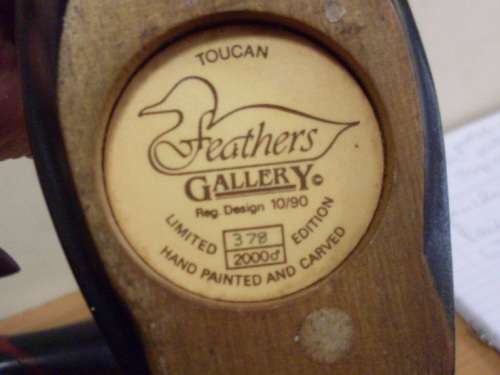 TOUCAN
Feathers
GALLERY©
Reg. Design 10/90
LIMITED EDITION
378
2000♂
HAND PAINTED AND CARVED